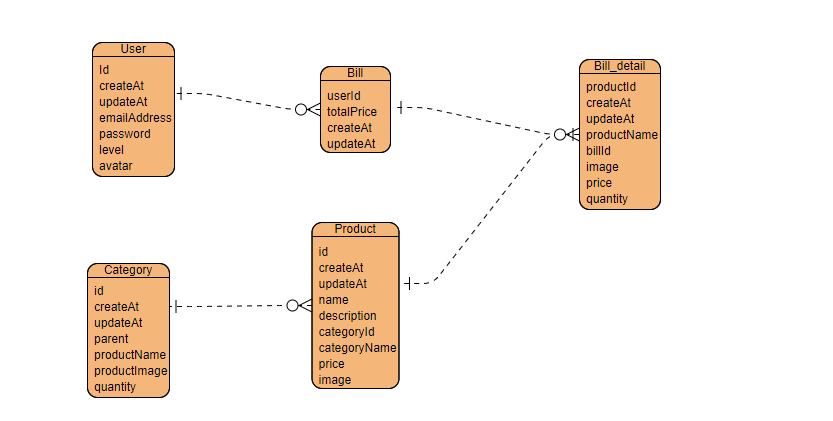 User
Id
createAt
updateAt
emailAddress
password
level
avatar
Bill
userId
totalPrice
createAt
updateAt
Bill_detail
productId
createAt
updateAt
productName
billId
image
price
quantity
Category
id
createAt
updateAt
parent
productName
productImage
quantity
Product
id
createAt
updateAt
name
description
categoryId
categoryName
price
image